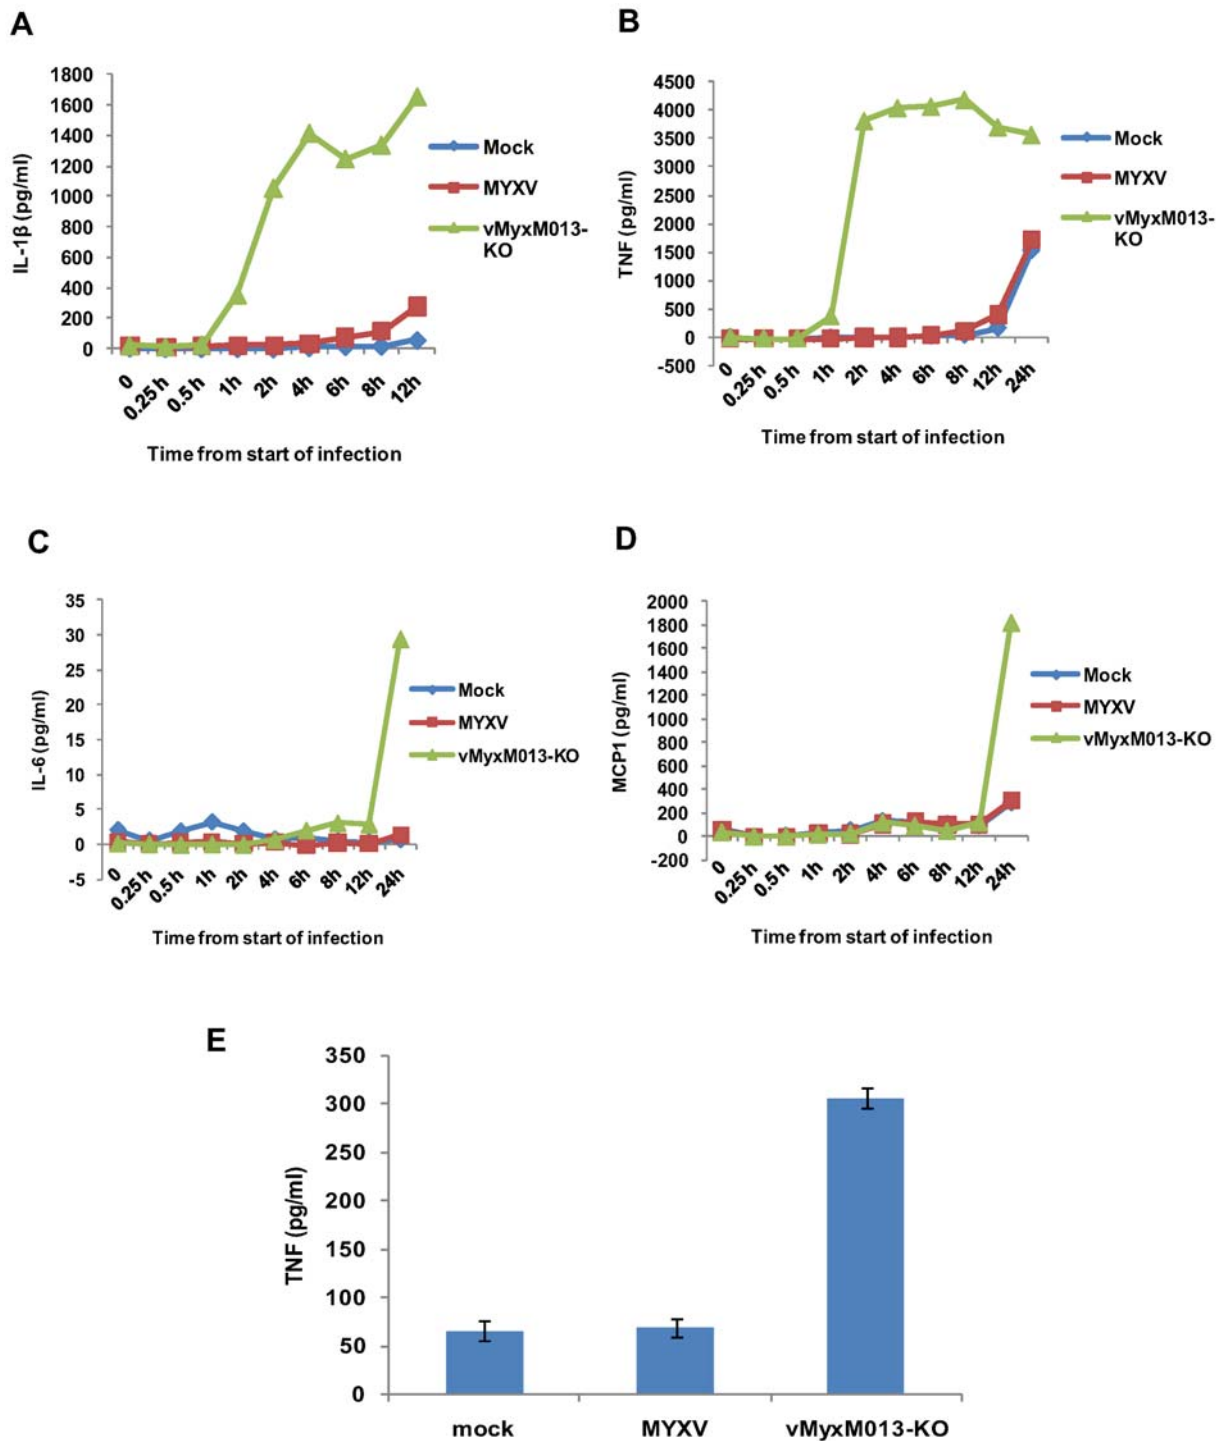 A
B
1800
1600
1400
1200
1000
800
600
400
200
0
IL-1β (pg/ml)
0
0.25 h
0.5 h
1h
2h
4h
6h
8h
12h
Time from start of infection
Mock
MYXV
vMyxM013-
KO
4500
4000
3500
3000
2500
2000
1500
1000
500
0
-500
TNF (pg/ml)
0
0.25 h
0.5 h
1h
2h
4h
6h
8h
12h
24h
Time from start of infection
Mock
MYXV
vMyxM013-
KO
C
D
35
30
25
20
15
10
5
0
-5
IL-6 (pg/ml)
0
0.25 h
0.5 h
1h
2h
4h
6h
8h
12h
24h
Time from start of infection
Mock
MYXV
vMyxM013-KO
2000
1800
1600
1400
1200
1000
800
600
400
200
0
-200
MCP1 (pg/ml)
0
0.25 h
0.5 h
1h
2h
4h
6h
8h
12h
24h
Time from start of infection
Mock
MYXV
vMyxM013-KO
E
350
300
250
200
150
100
50
0
TNF (pg/ml)
mock MYXV vMyxM013-KO